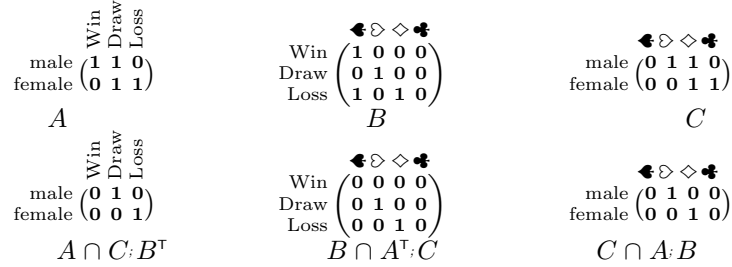 Win Draw Loss
male 1 1 0
female 0 1 1
A
♠ ♡ ♢ ♣
Win 1 0 0 0
Draw 0 1 0 0
Loss 1 0 1 0
B
♠ ♡ ♢ ♣
male 0 1 1 0
female 0 0 1 1
C
Win Draw Loss
male 0 1 0
female 0 0 1
A ∩ C ; Bᵀ
♠ ♡ ♢ ♣
Win 0 0 0 0
Draw 0 1 0 0
Loss 0 0 1 0
B ∩ Aᵀ ; C
♠ ♡ ♢ ♣
male 0 1 0 0
female 0 0 1 0
C ∩ A ; B